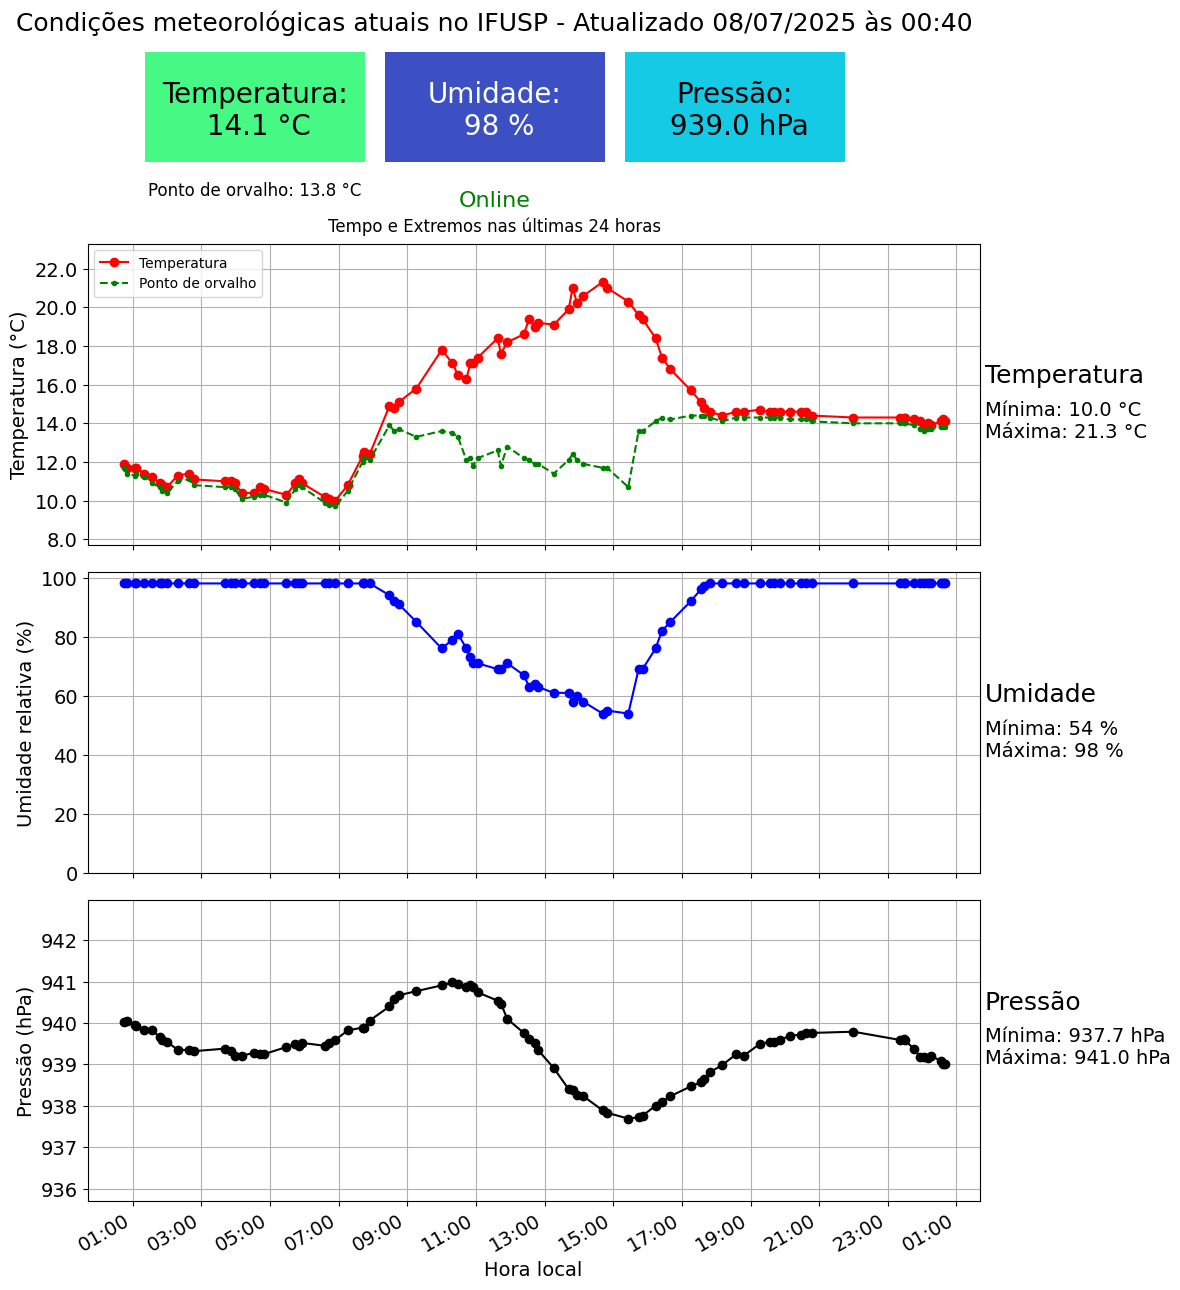 Condições meteorológicas atuais no IFUSP - Atualizado 08/07/2025 às 00:40
Temperatura:
14.1 °C
Umidade:
98 %
Pressão:
939.0 hPa
Ponto de orvalho: 13.8 °C
Online
Tempo e Extremos nas últimas 24 horas
Temperatura
Ponto de orvalho
Temperatura (°C)
22.0
20.0
18.0
16.0
14.0
12.0
10.0
8.0
Temperatura
Mínima: 10.0 °C
Máxima: 21.3 °C
Umidade relativa (%)
100
80
60
40
20
0
Umidade
Mínima: 54 %
Máxima: 98 %
Pressão (hPa)
942
941
940
939
938
937
936
Pressão
Mínima: 937.7 hPa
Máxima: 941.0 hPa
01:00 03:00 05:00 07:00 09:00 11:00 13:00 15:00 17:00 19:00 21:00 23:00 01:00
Hora local